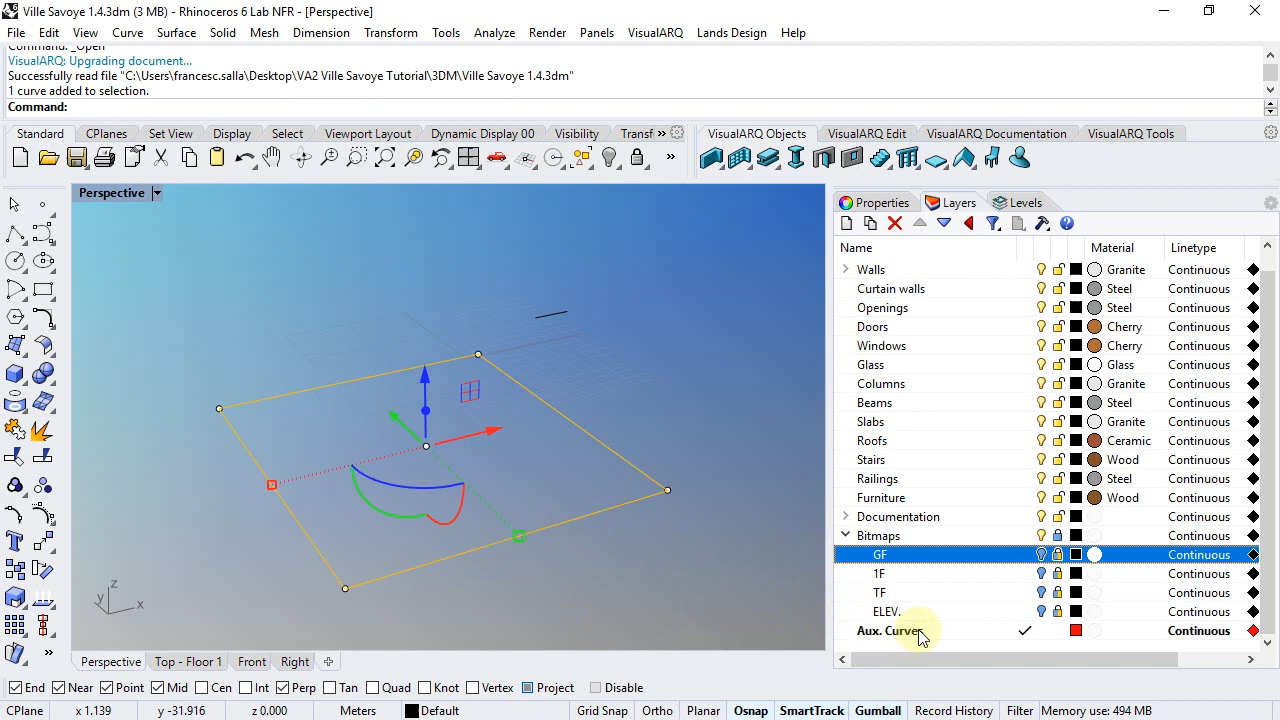 Ville Savoye 1.4.3dm (3 MB) - Rhinoceros 6 Lab NFR - [Perspective]
File Edit View Curve Surface Solid Mesh Dimension Transform Tools Analyze Render Panels VisualARQ Lands Design Help
Command: _Open
VisualARQ: Upgrading document...
Successfully read file "C:\Users\francesc.salla\Desktop\VA2 Ville Savoye Tutorial\3DM\Ville Savoye 1.4.3dm"
1 curve added to selection.
Command:
Standard CPlanes Set View Display Select Viewport Layout Dynamic Display 00 Visibility Transf »
VisualARQ Objects VisualARQ Edit VisualARQ Documentation VisualARQ Tools
Perspective
Properties Layers Levels
Name Material Linetype
Walls Granite Continuous
Curtain walls Steel Continuous
Openings Steel Continuous
Doors Cherry Continuous
Windows Cherry Continuous
Glass Glass Continuous
Columns Granite Continuous
Beams Steel Continuous
Slabs Granite Continuous
Roofs Ceramic Continuous
Stairs Wood Continuous
Railings Steel Continuous
Furniture Wood Continuous
Documentation Continuous
Bitmaps Continuous
GF Continuous
1F Continuous
TF Continuous
ELEV. Continuous
Aux. Curves Continuous
z
y x
Perspective Top - Floor 1 Front Right
End Near Point Mid Cen Int Perp Tan Quad Knot Vertex Project Disable
CPlane x 1.139 y -31.916 z 0.000 Meters Default Grid Snap Ortho Planar Osnap SmartTrack Gumball Record History Filter Memory use: 494 MB